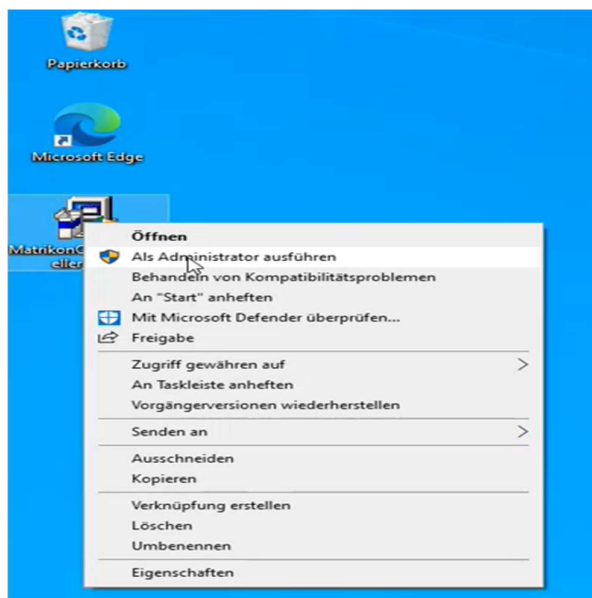 Papierkorb
Microsoft Edge
Öffnen
Als Administrator ausführen
Behandeln von Kompatibilitätsproblemen
An "Start" anheften
Mit Microsoft Defender überprüfen...
Freigabe
Zugriff gewähren auf
An Taskleiste anheften
Vorgängerversionen wiederherstellen
Senden an
Ausschneiden
Kopieren
Verknüpfung erstellen
Löschen
Umbenennen
Eigenschaften